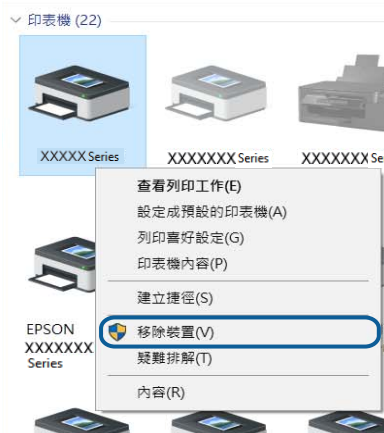 印表機 (22)
XXXXX Series
XXXXXXX Series
XXXXXXX Se
查看列印工作(E)
設定成預設的印表機(A)
列印喜好設定(G)
印表機內容(P)
建立捷徑(S)
移除裝置(V)
疑難排解(T)
內容(R)
EPSON
XXXXXXX
Series